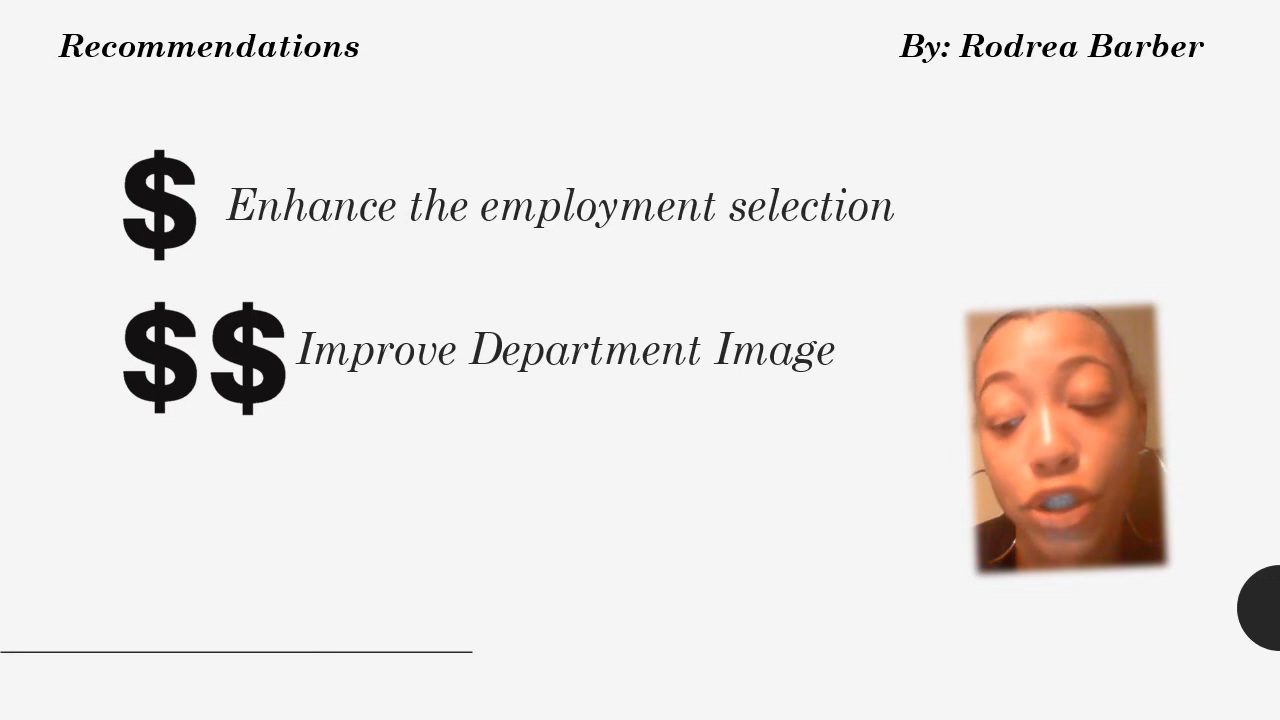 Recommendations
By: Rodrea Barber
$ Enhance the employment selection
$$ Improve Department Image